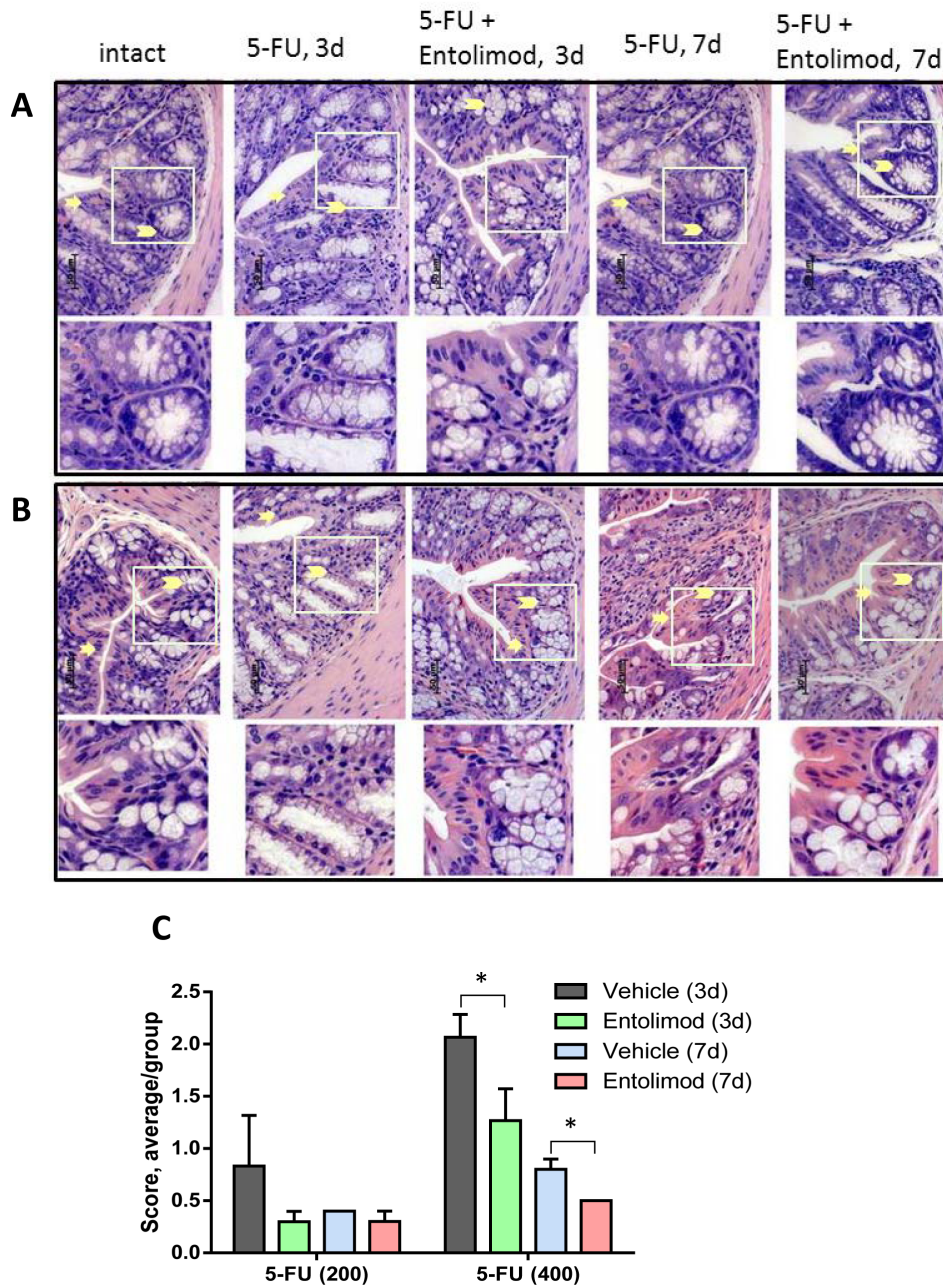 intact
5-FU, 3d
5-FU +
Entolimod, 3d
5-FU, 7d
5-FU +
Entolimod, 7d
A
B
C
Score, average/group
2.5
2.0
1.5
1.0
0.5
0.0
*
*
Vehicle (3d)
Entolimod (3d)
Vehicle (7d)
Entolimod (7d)
5-FU (200)
5-FU (400)